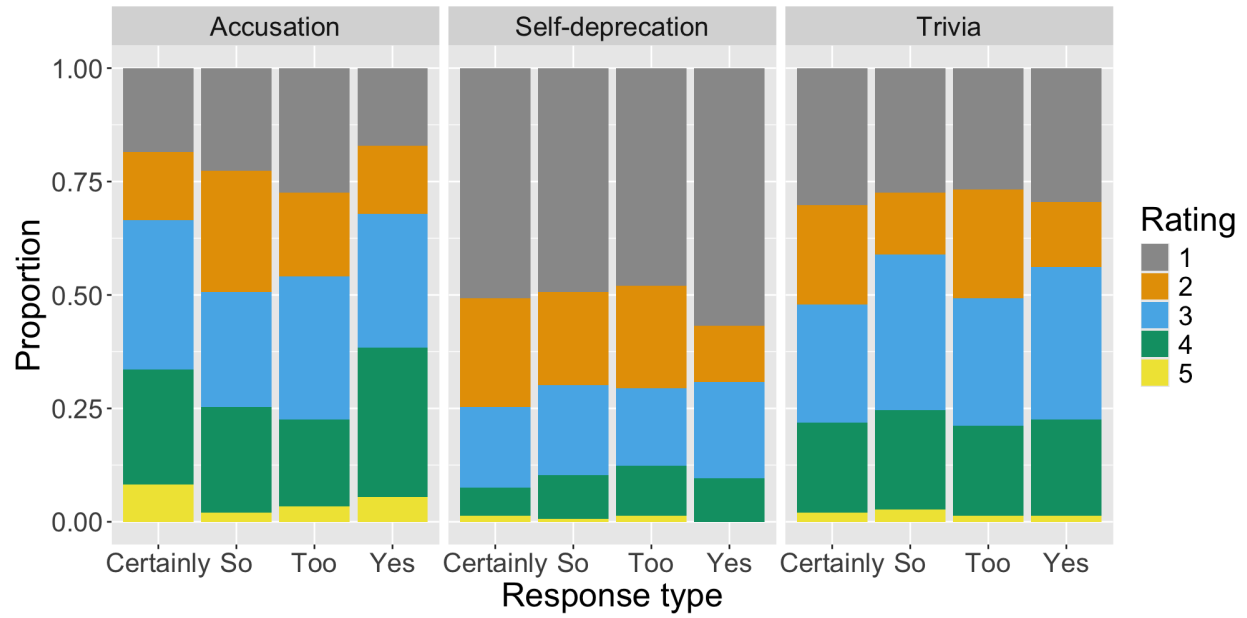 Accusation Self-deprecation Trivia
1.00
0.75
0.50
0.25
0.00
Proportion
Certainly So Too Yes Certainly So Too Yes Certainly So Too Yes
Response type
Rating
1
2
3
4
5